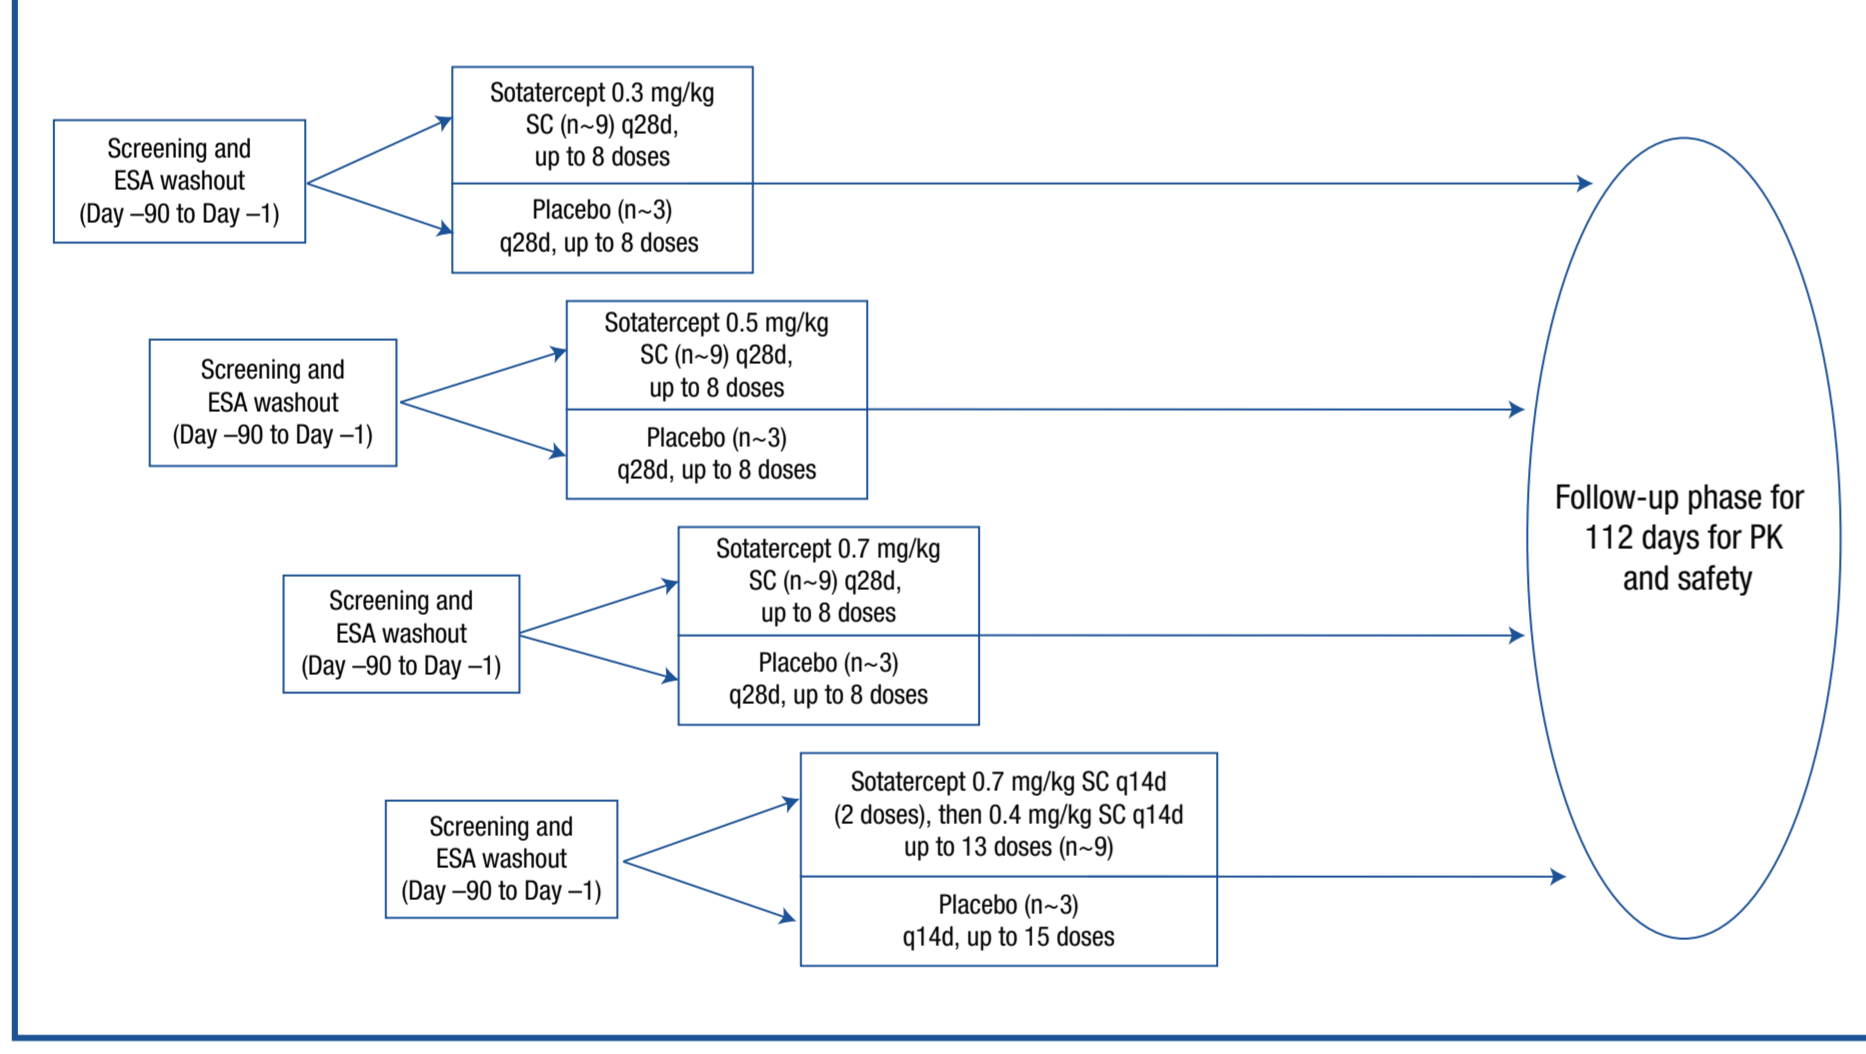 Screening and
ESA washout
(Day –90 to Day –1)
Sotatercept 0.3 mg/kg
SC (n~9) q28d,
up to 8 doses
Placebo (n~3)
q28d, up to 8 doses
Screening and
ESA washout
(Day –90 to Day –1)
Sotatercept 0.5 mg/kg
SC (n~9) q28d,
up to 8 doses
Placebo (n~3)
q28d, up to 8 doses
Screening and
ESA washout
(Day –90 to Day –1)
Sotatercept 0.7 mg/kg
SC (n~9) q28d,
up to 8 doses
Placebo (n~3)
q28d, up to 8 doses
Screening and
ESA washout
(Day –90 to Day –1)
Sotatercept 0.7 mg/kg SC q14d
(2 doses), then 0.4 mg/kg SC q14d
up to 13 doses (n~9)
Placebo (n~3)
q14d, up to 15 doses
Follow-up phase for
112 days for PK
and safety